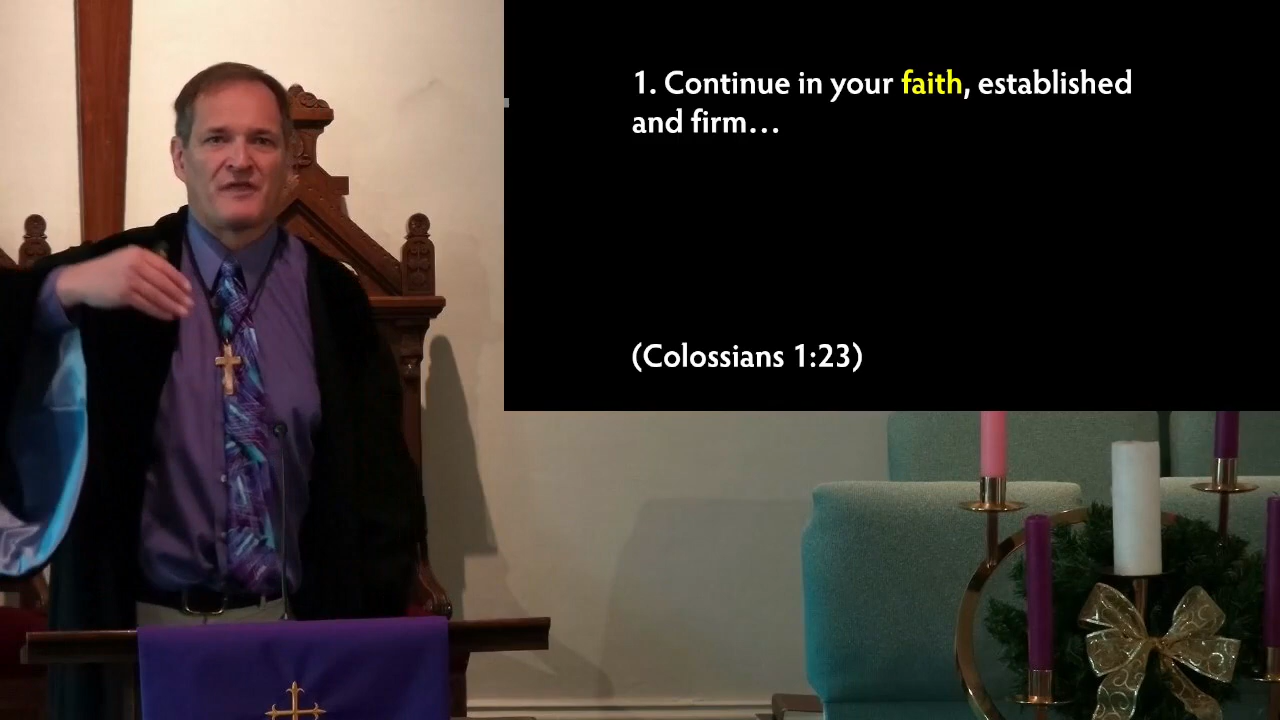 1. Continue in your faith, established
and firm…
(Colossians 1:23)